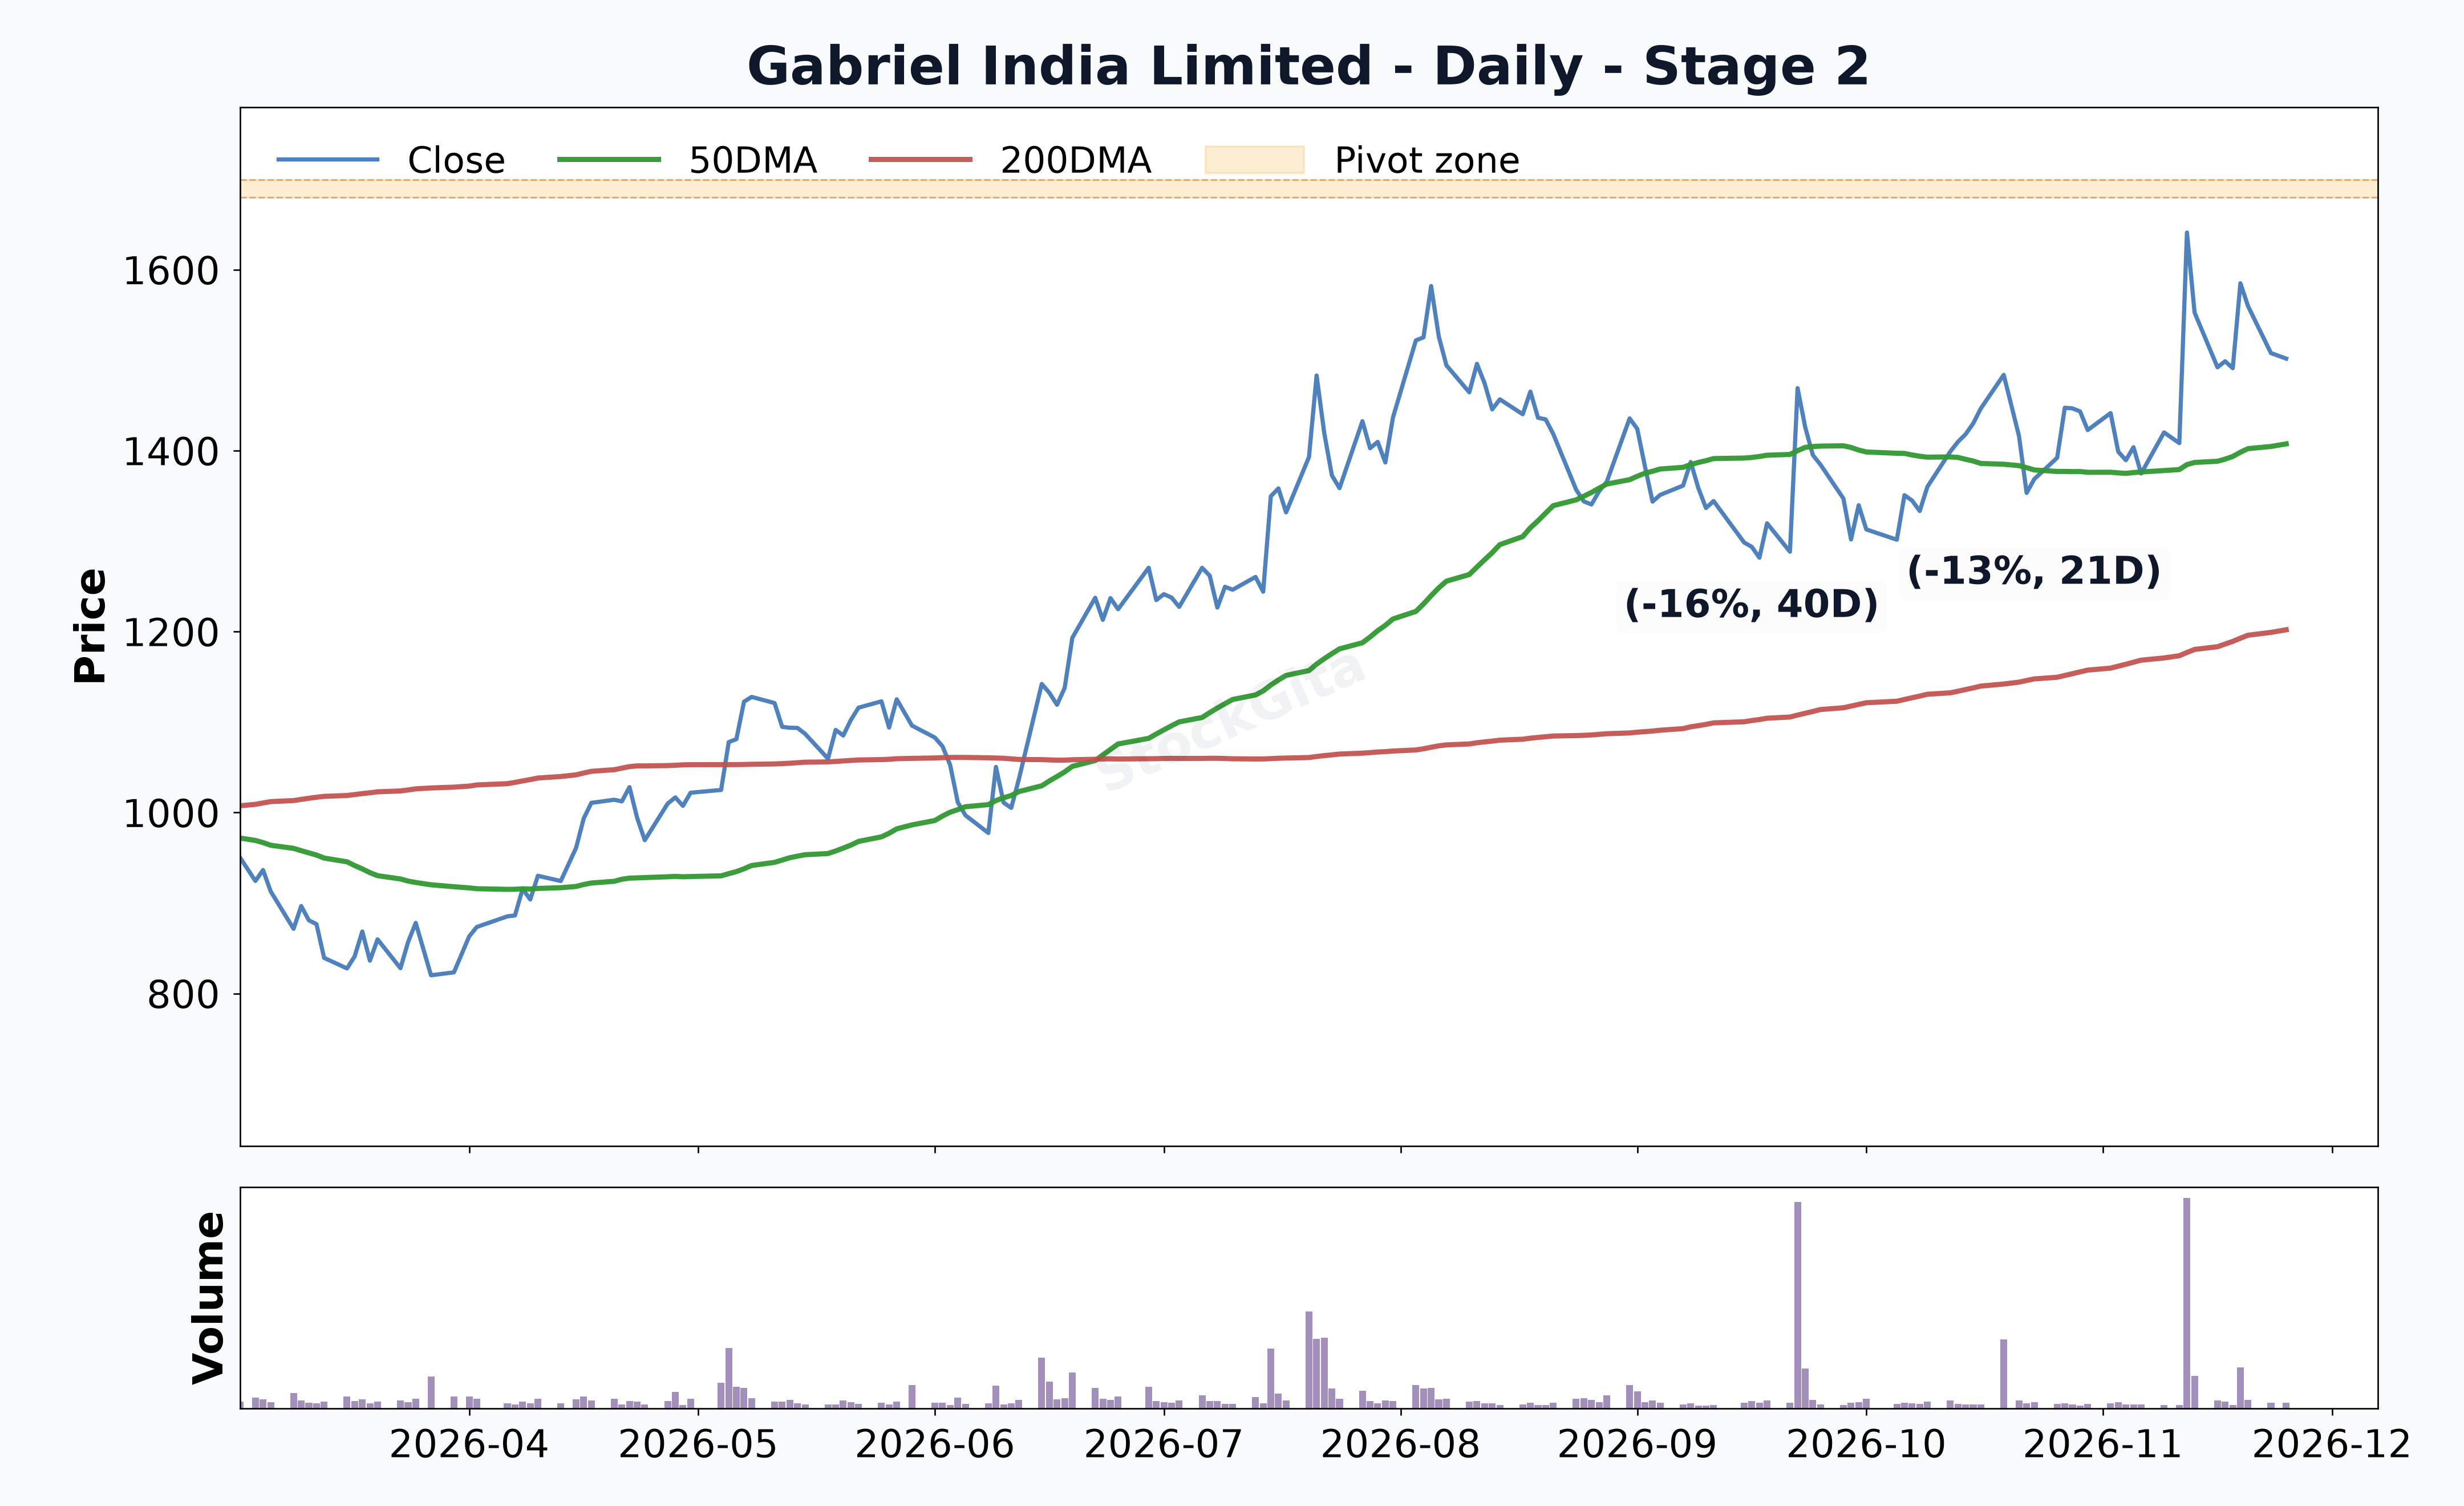 Gabriel India Limited - Daily - Stage 2
Close 50DMA 200DMA Pivot zone
Price
1600
1400
1200
1000
800
(-16%, 40D)
(-13%, 21D)
StockGita
Volume
2026-04 2026-05 2026-06 2026-07 2026-08 2026-09 2026-10 2026-11 2026-12